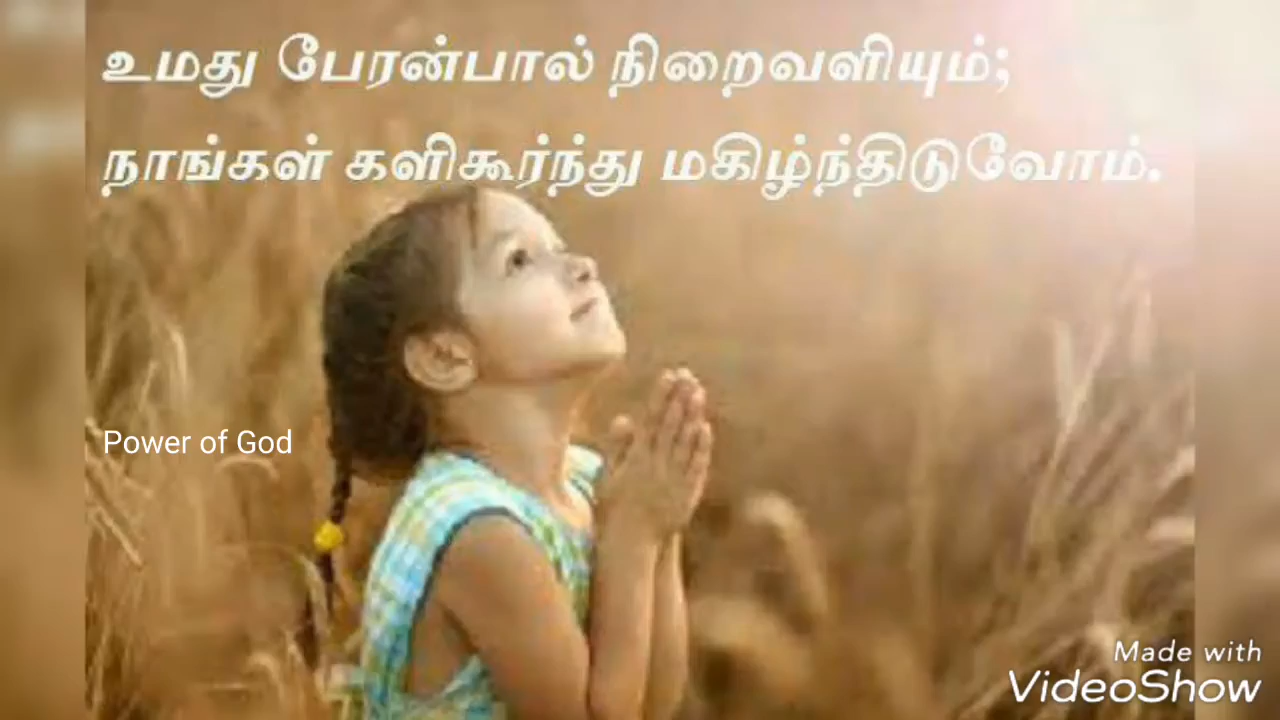 உமது பேரன்பால் நிறைவளியும்;
நாங்கள் களிகூர்ந்து மகிழ்ந்திடுவோம்.
Power of God
Made with
VideoShow